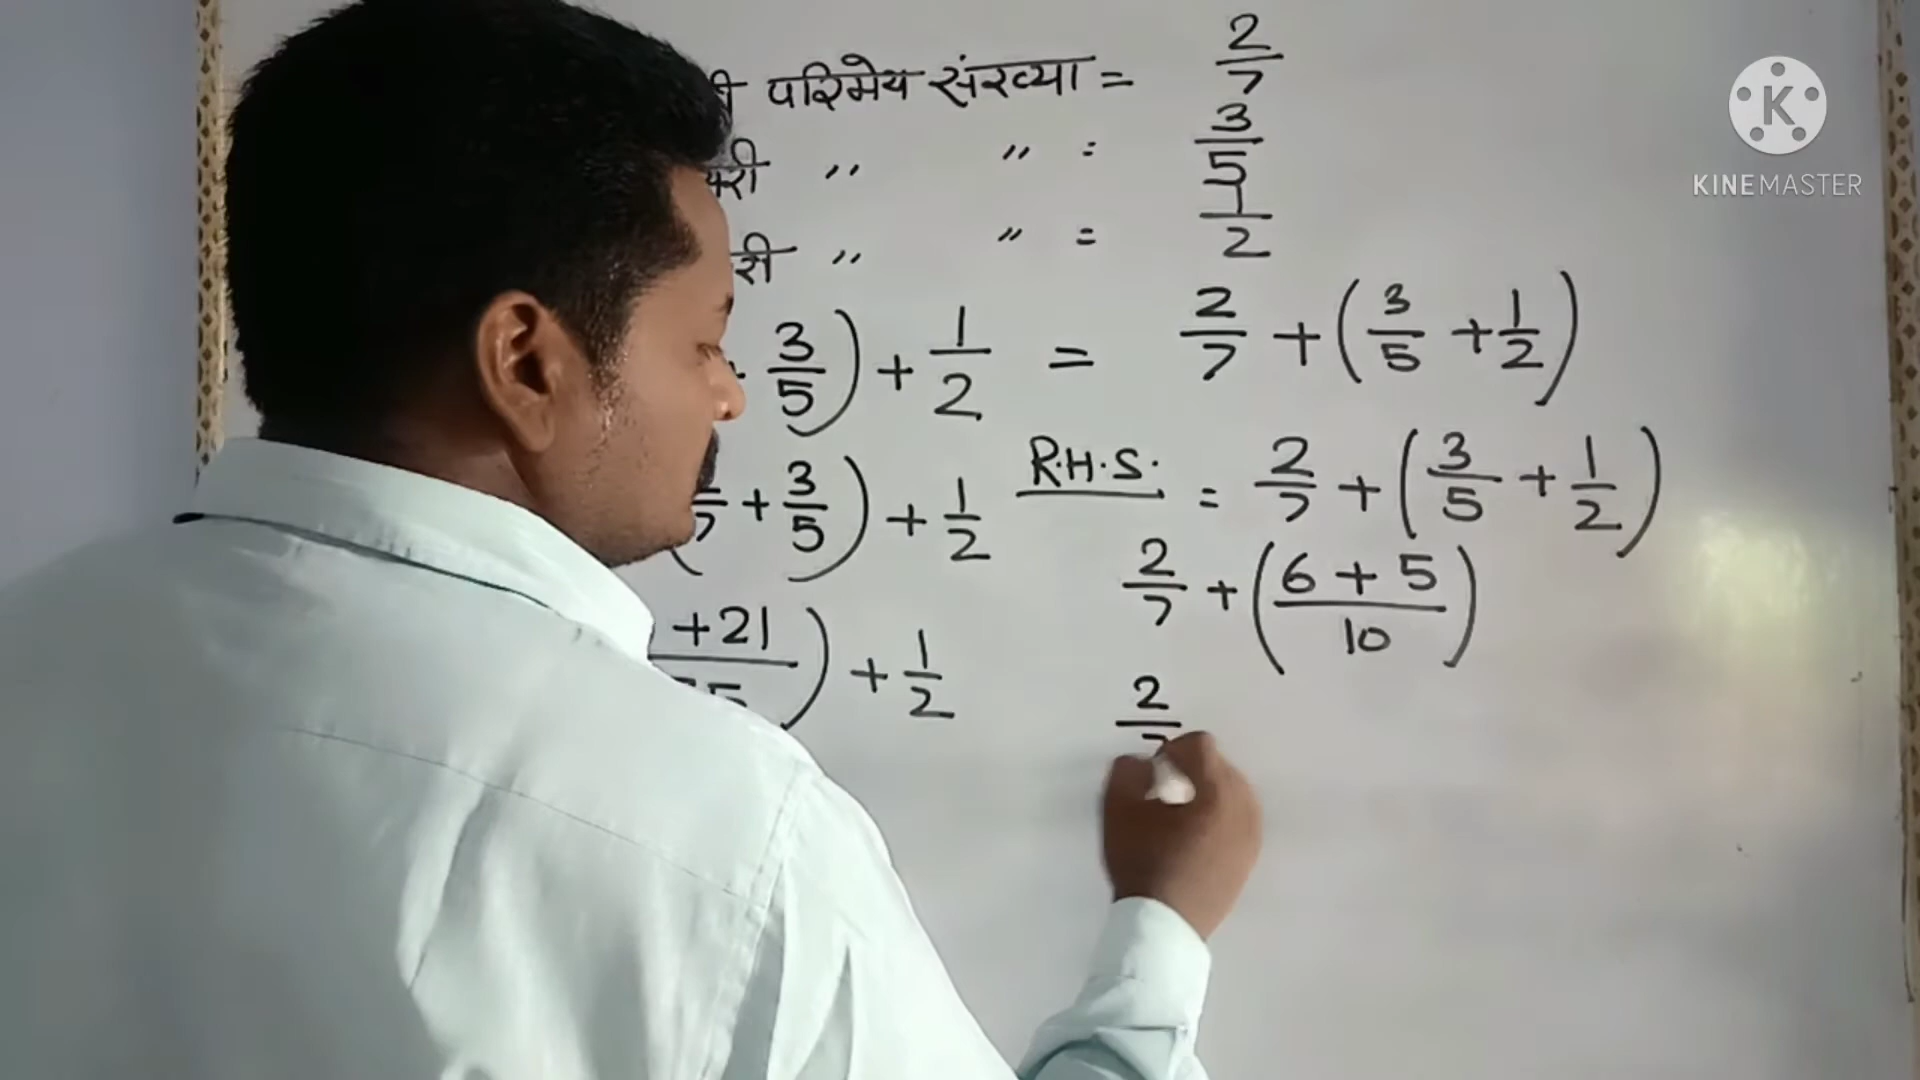 परिमेय संख्या = 2/7
" " = 3/5
" " = 1/2
3/5) + 1/2 = 2/7 + (3/5 + 1/2)
+ 3/5) + 1/2
R.H.S. = 2/7 + (3/5 + 1/2)
2/7 + (6 + 5/10)
+21) + 1/2
2/7
K
KINEMASTER